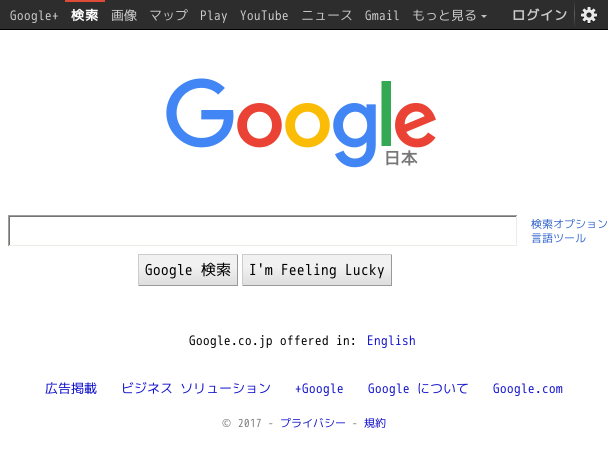 Google+ 検索 画像 マップ Play YouTube ニュース Gmail もっと見る ログイン
Google
日本
検索オプション
言語ツール
Google 検索 I'm Feeling Lucky
Google.co.jp offered in: English
広告掲載 ビジネス ソリューション +Google Google について Google.com
© 2017 - プライバシー - 規約